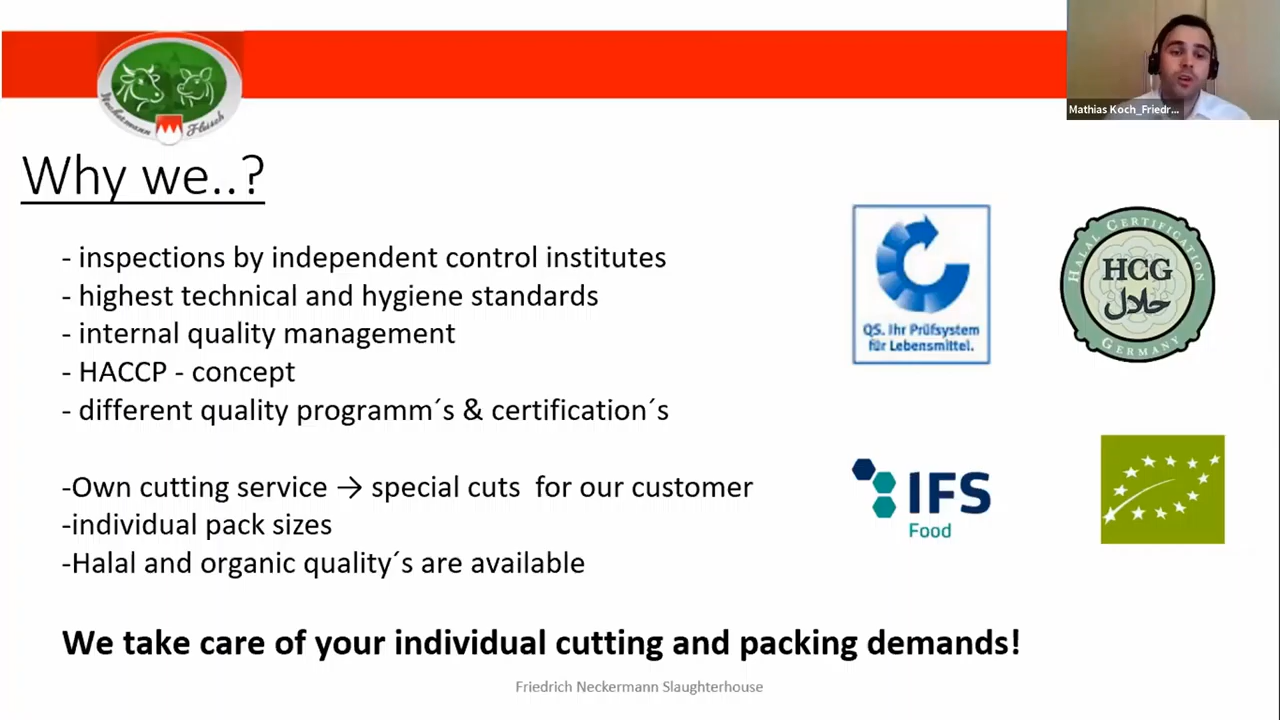 Neckermann Fleisch
Mathias Koch_Friedr...
Why we..?
- inspections by independent control institutes
- highest technical and hygiene standards
- internal quality management
- HACCP - concept
- different quality programm´s & certification´s
-Own cutting service → special cuts for our customer
-individual pack sizes
-Halal and organic quality´s are available
We take care of your individual cutting and packing demands!
QS. Ihr Prüfsystem
für Lebensmittel.
HALAL CERTIFICATION
HCG
حلال
GERMANY
IFS
Food
Friedrich Neckermann Slaughterhouse